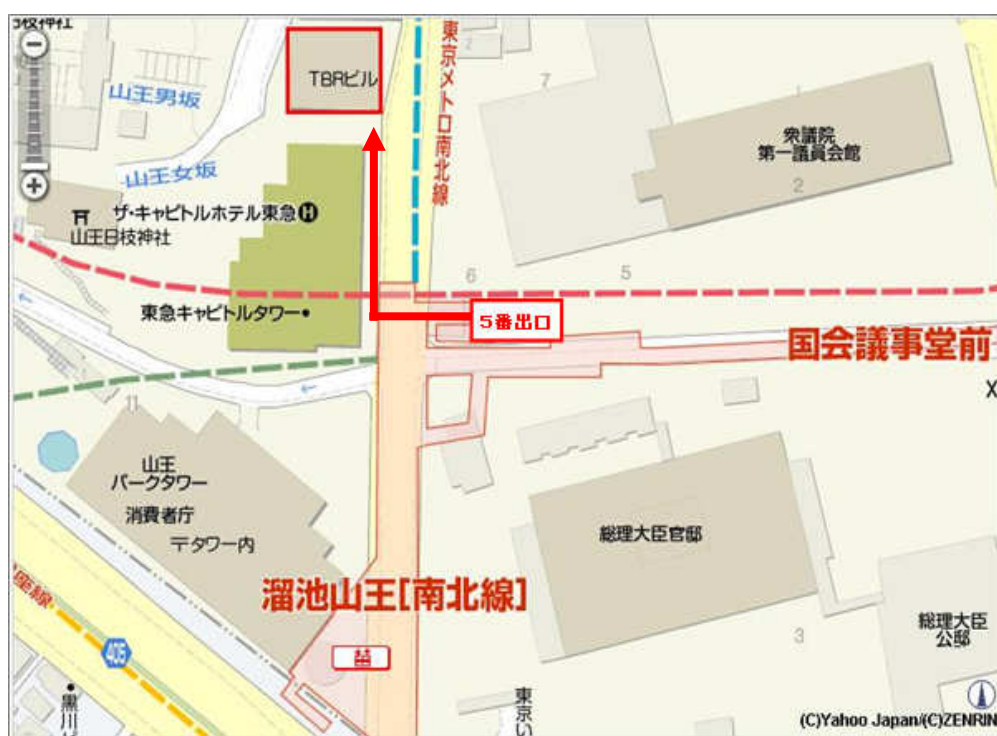 TBRビル
山王男坂
山王女坂
東京メトロ南北線
衆議院
第一議員会館
7
2
2
ザ・キャピトルホテル東急
H
山王日枝神社
6
5
東急キャピトルタワー
5番出口
国会議事堂前
X
11
山王
パークタワー
消費者庁
〒タワー内
総理大臣官邸
溜池山王[南北線]
座線
405
3
総理大臣
公邸
黒川
東京い
(C)Yahoo Japan/(C)ZENRIN